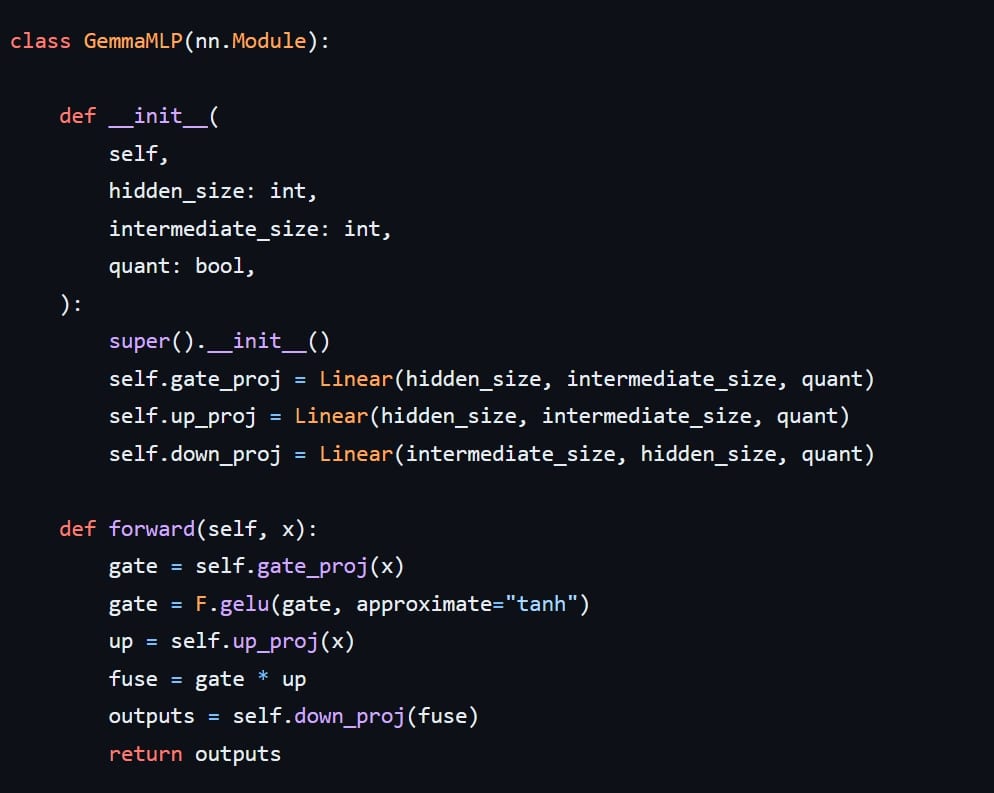 class GemmaMLP(nn.Module):

    def __init__(
        self,
        hidden_size: int,
        intermediate_size: int,
        quant: bool,
    ):
        super().__init__()
        self.gate_proj = Linear(hidden_size, intermediate_size, quant)
        self.up_proj = Linear(hidden_size, intermediate_size, quant)
        self.down_proj = Linear(intermediate_size, hidden_size, quant)

    def forward(self, x):
        gate = self.gate_proj(x)
        gate = F.gelu(gate, approximate="tanh")
        up = self.up_proj(x)
        fuse = gate * up
        outputs = self.down_proj(fuse)
        return outputs